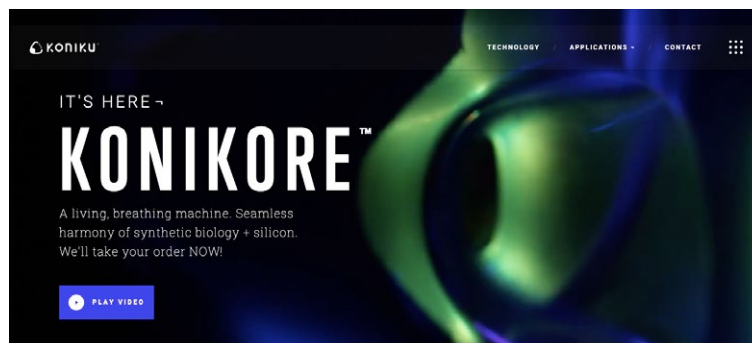 KONIKU
TECHNOLOGY / APPLICATIONS / CONTACT
IT'S HERE ¬
KONIKORE™
A living, breathing machine. Seamless
harmony of synthetic biology + silicon.
We'll take your order NOW!
PLAY VIDEO